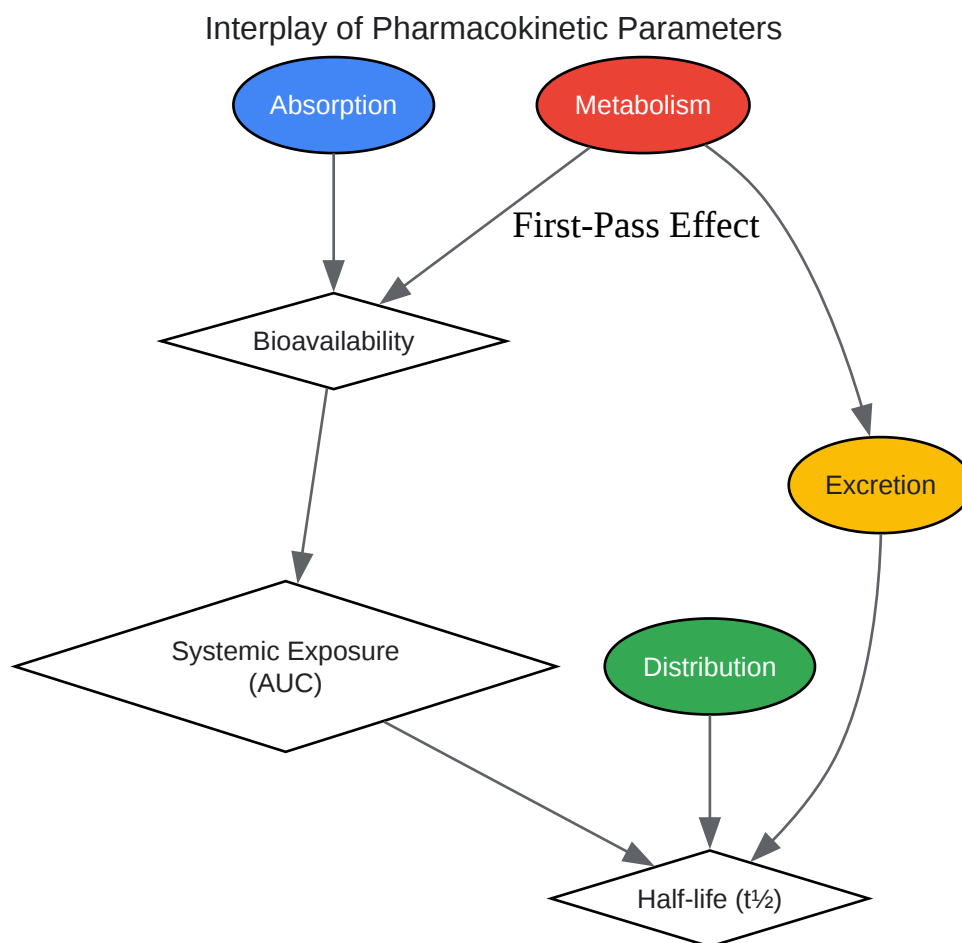 Interplay of Pharmacokinetic Parameters
Absorption
Metabolism
First-Pass Effect
Bioavailability
Excretion
Systemic Exposure
(AUC)
Distribution
Half-life (t½)